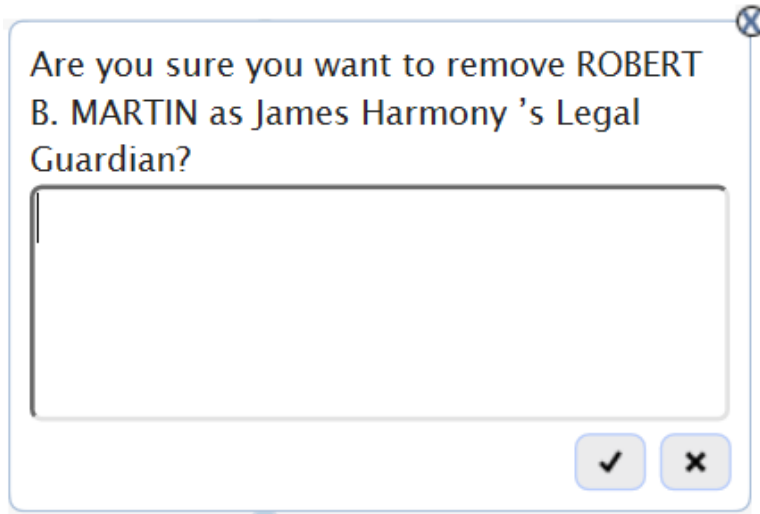 Are you sure you want to remove ROBERT
B. MARTIN as James Harmony ’s Legal
Guardian?